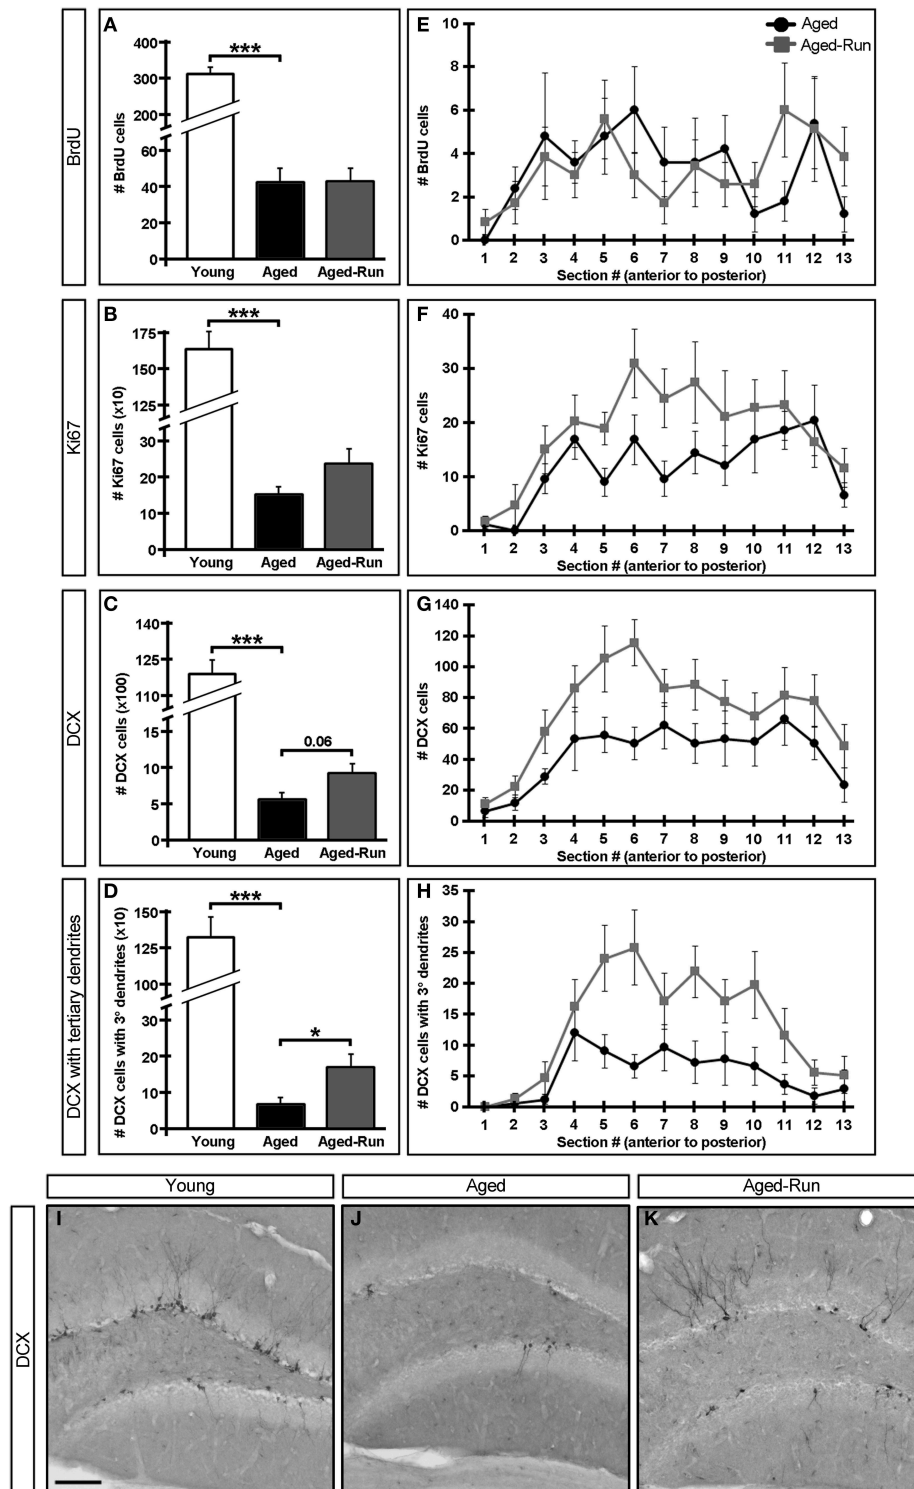 BrdU
A
# BrdU cells
400
300
200
60
40
20
0
***
Young Aged Aged-Run
E
Aged
Aged-Run
# BrdU cells
10
8
6
4
2
0
1 2 3 4 5 6 7 8 9 10 11 12 13
Section # (anterior to posterior)
Ki67
B
# Ki67 cells (x10)
175
150
125
30
20
10
0
***
Young Aged Aged-Run
F
# Ki67 cells
40
30
20
10
0
1 2 3 4 5 6 7 8 9 10 11 12 13
Section # (anterior to posterior)
DCX
C
# DCX cells (x100)
140
125
110
15
10
5
0
***
0.06
Young Aged Aged-Run
G
# DCX cells
140
120
100
80
60
40
20
0
1 2 3 4 5 6 7 8 9 10 11 12 13
Section # (anterior to posterior)
DCX with tertiary dendrites
D
# DCX cells with 3° dendrites (x10)
150
125
100
30
20
10
0
***
*
Young Aged Aged-Run
H
# DCX cells with 3° dendrites
35
30
25
20
15
10
5
0
1 2 3 4 5 6 7 8 9 10 11 12 13
Section # (anterior to posterior)
Young
Aged
Aged-Run
DCX
I
J
K